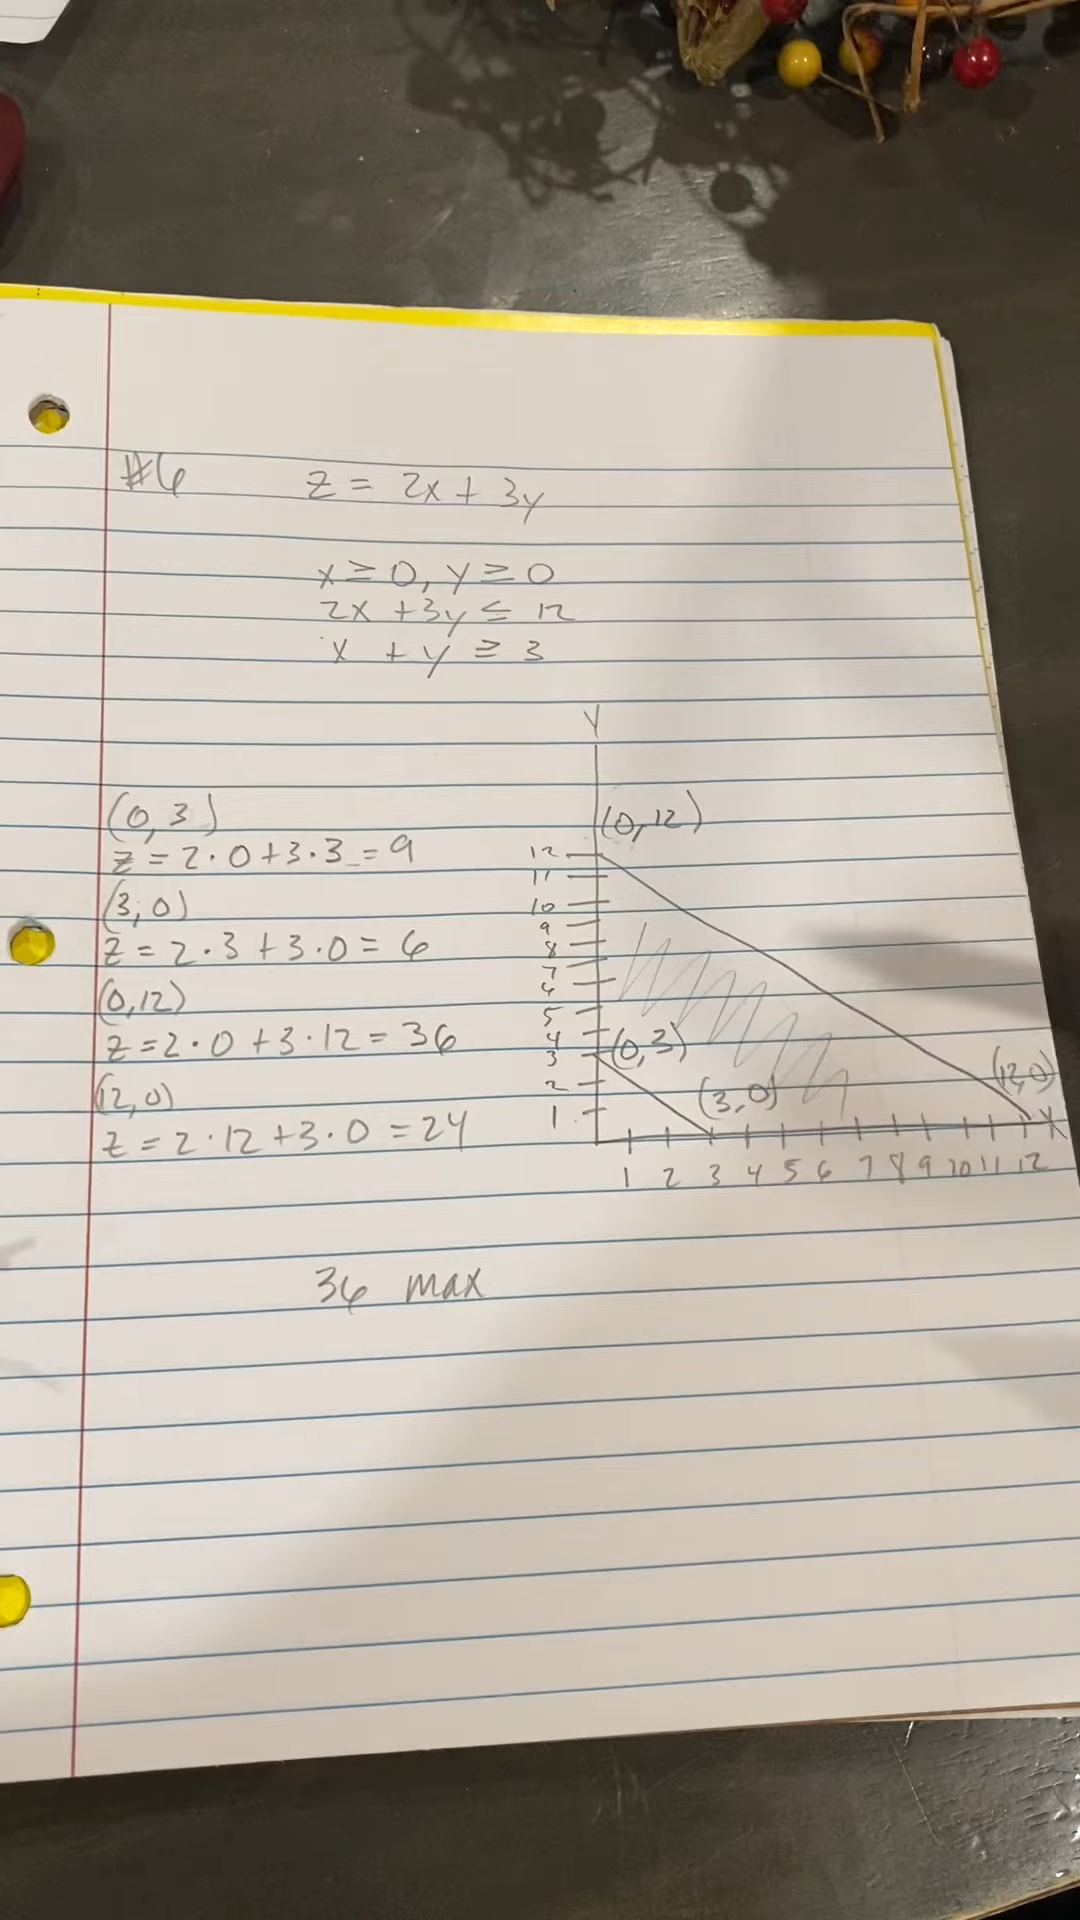 #6
z = 2x + 3y
x ≥ 0, y ≥ 0
2x + 3y ≤ 12
x + y ≥ 3
(0, 3)
z = 2·0 + 3·3 = 9
(3, 0)
z = 2·3 + 3·0 = 6
(0, 12)
z = 2·0 + 3·12 = 36
(12, 0)
z = 2·12 + 3·0 = 24
Y
(0, 12)
12
11
10
9
8
7
6
5
4
3
2
1
(0, 3)
(3, 0)
(12, 0)
X
1 2 3 4 5 6 7 8 9 10 11 12
36 max